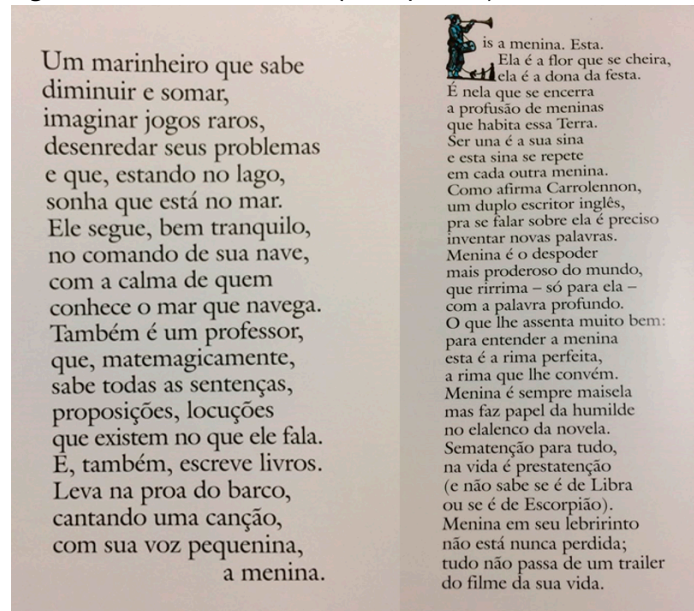 Um marinheiro que sabe
diminuir e somar,
imaginar jogos raros,
desenredar seus problemas
e que, estando no lago,
sonha que está no mar.
Ele segue, bem tranquilo,
no comando de sua nave,
com a calma de quem
conhece o mar que navega.
Também é um professor,
que, matemagicamente,
sabe todas as sentenças,
proposições, locuções
que existem no que ele fala.
E, também, escreve livros.
Leva na proa do barco,
cantando uma canção,
com sua voz pequenina,
a menina.
Eis a menina. Esta.
Ela é a flor que se cheira,
ela é a dona da festa.
É nela que se encerra
a profusão de meninas
que habita essa Terra.
Ser una é a sua sina
e esta sina se repete
em cada outra menina.
Como afirma Carrolennon,
um duplo escritor inglês,
pra se falar sobre ela é preciso
inventar novas palavras.
Menina é o despoder
mais proderoso do mundo,
que rirrima – só para ela –
com a palavra profundo.
O que lhe assenta muito bem:
para entender a menina
esta é a rima perfeita,
a rima que lhe convém.
Menina é sempre maisela
mas faz papel da humilde
no elalenco da novela.
Sematenção para tudo,
na vida é prestatenção
(e não sabe se é de Libra
ou se é de Escorpião).
Menina em seu lebririnto
não está nunca perdida;
tudo não passa de um trailer
do filme da sua vida.